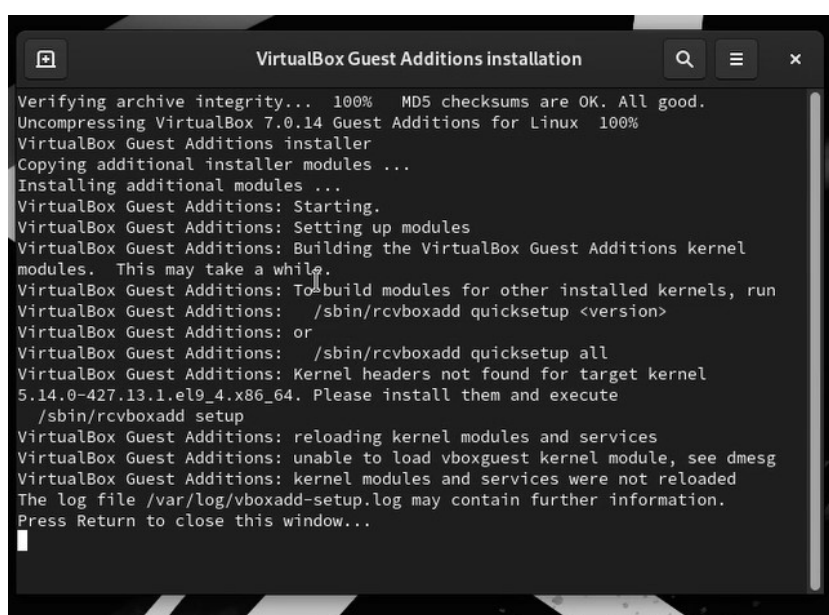 VirtualBox Guest Additions installation
Verifying archive integrity...  100%   MD5 checksums are OK. All good.
Uncompressing VirtualBox 7.0.14 Guest Additions for Linux  100%
VirtualBox Guest Additions installer
Copying additional installer modules ...
Installing additional modules ...
VirtualBox Guest Additions: Starting.
VirtualBox Guest Additions: Setting up modules
VirtualBox Guest Additions: Building the VirtualBox Guest Additions kernel
modules.  This may take a while.
VirtualBox Guest Additions: To build modules for other installed kernels, run
VirtualBox Guest Additions:   /sbin/rcvboxadd quicksetup <version>
VirtualBox Guest Additions: or
VirtualBox Guest Additions:   /sbin/rcvboxadd quicksetup all
VirtualBox Guest Additions: Kernel headers not found for target kernel
5.14.0-427.13.1.el9_4.x86_64. Please install them and execute
  /sbin/rcvboxadd setup
VirtualBox Guest Additions: reloading kernel modules and services
VirtualBox Guest Additions: unable to load vboxguest kernel module, see dmesg
VirtualBox Guest Additions: kernel modules and services were not reloaded
The log file /var/log/vboxadd-setup.log may contain further information.
Press Return to close this window...